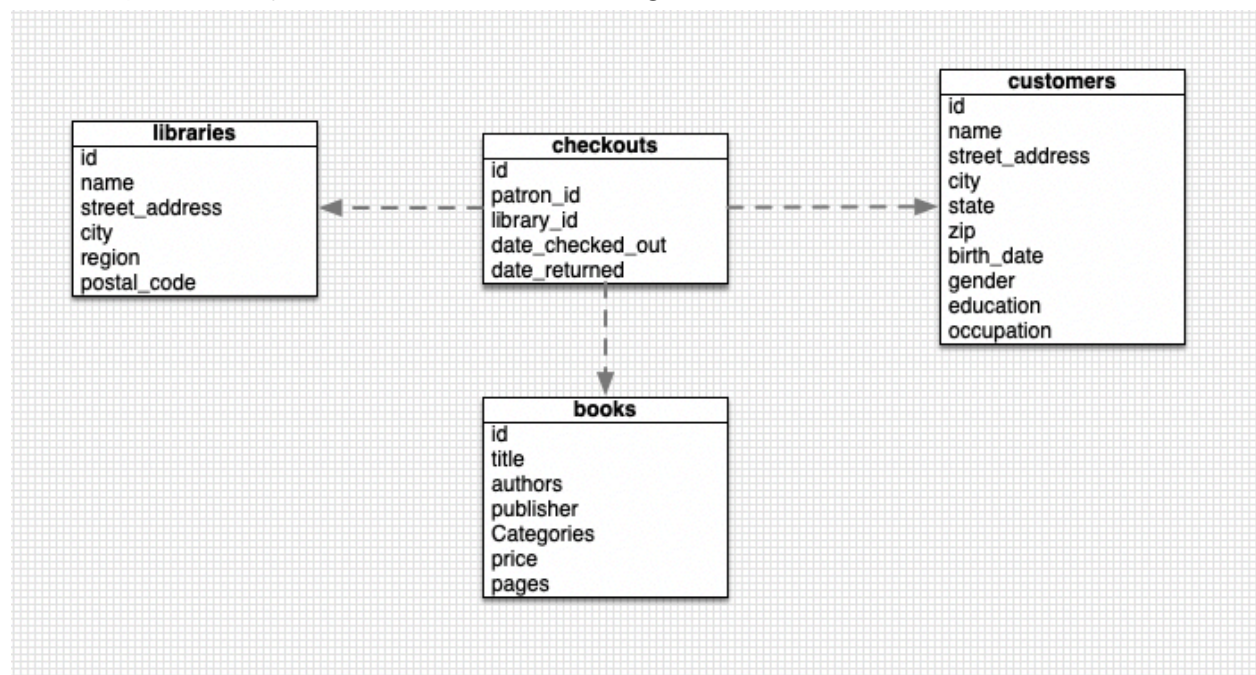 libraries
id
name
street_address
city
region
postal_code
checkouts
id
patron_id
library_id
date_checked_out
date_returned
customers
id
name
street_address
city
state
zip
birth_date
gender
education
occupation
books
id
title
authors
publisher
Categories
price
pages